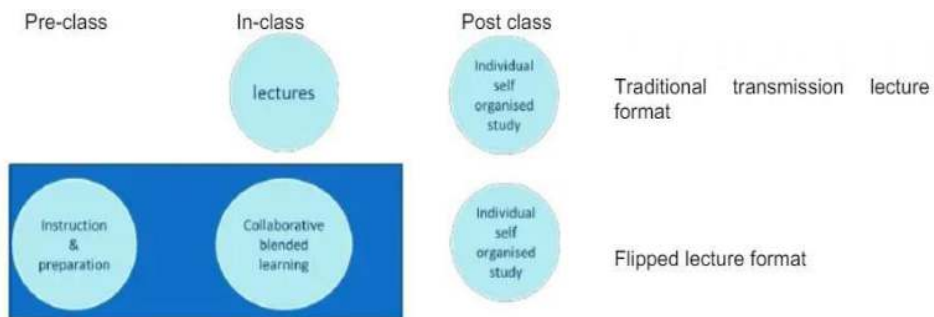 Pre-class
In-class
Post class
lectures
Individual
self
organised
study
Traditional transmission lecture
format
Instruction
&
preparation
Collaborative
blended
learning
Individual
self
organised
study
Flipped lecture format